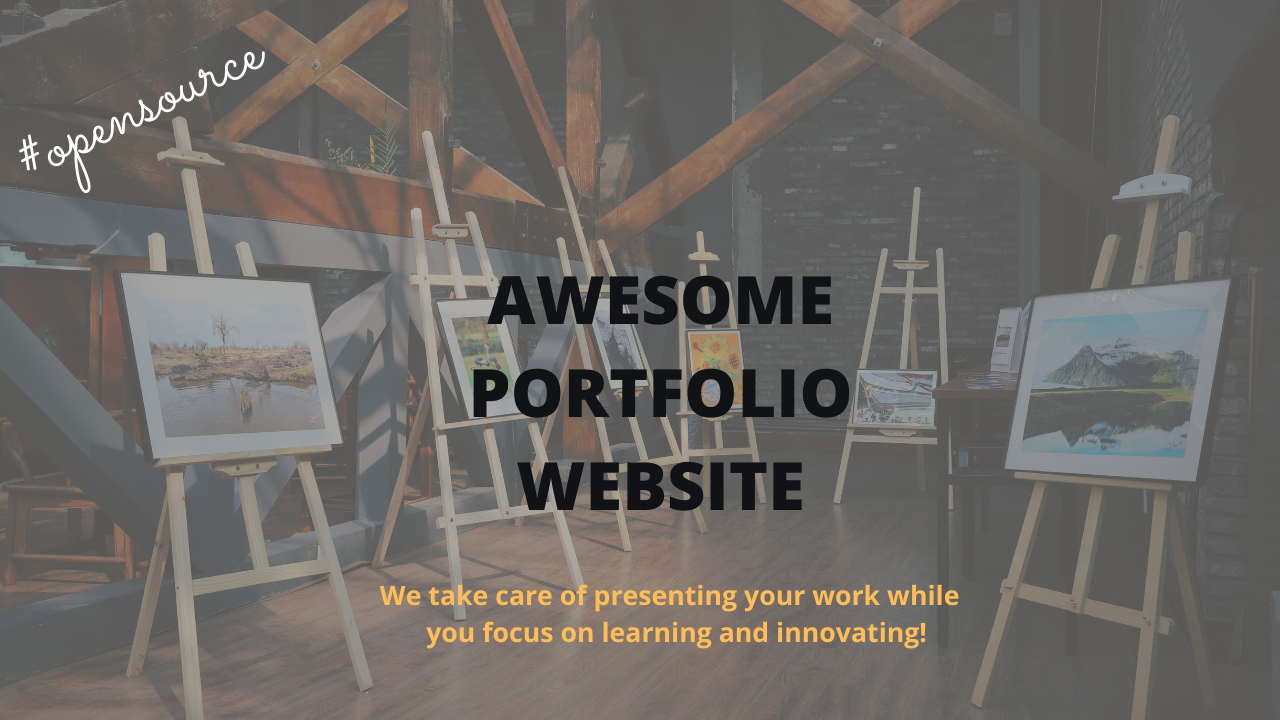 #opensource
AWESOME
PORTFOLIO
WEBSITE
We take care of presenting your work while
you focus on learning and innovating!